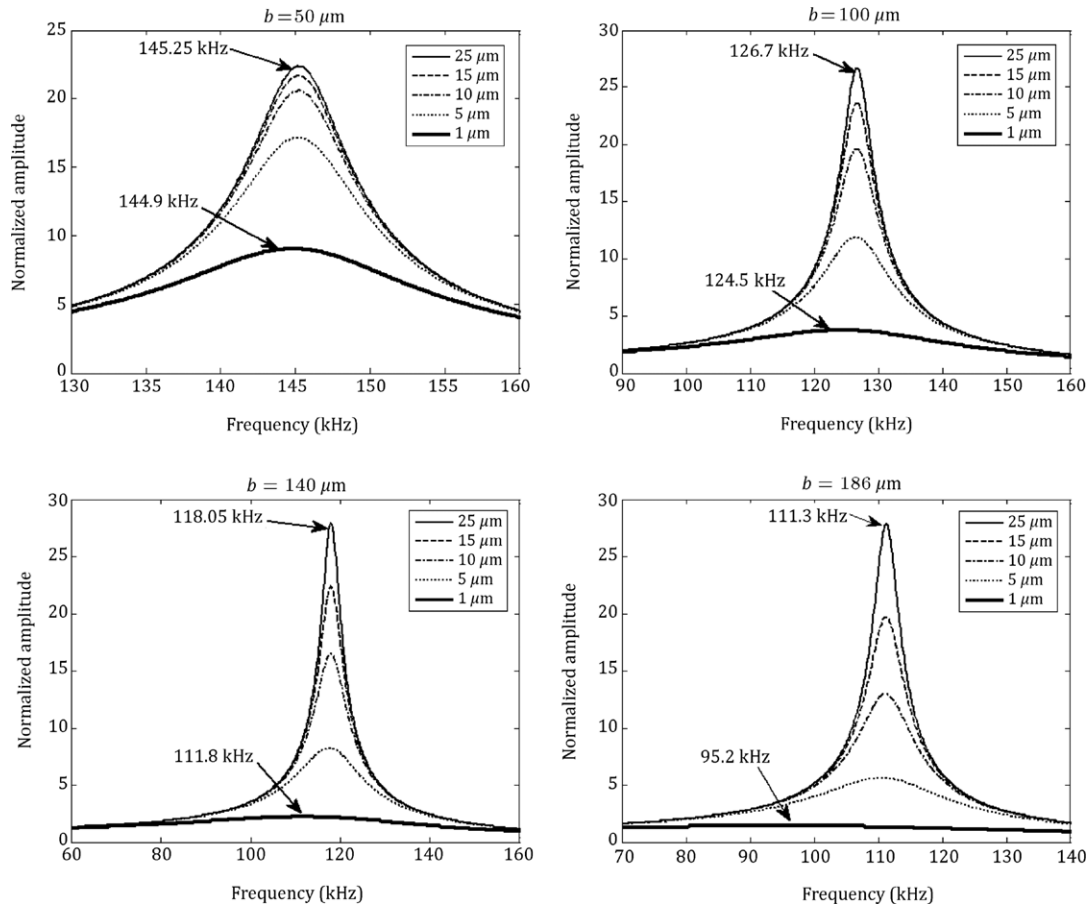 b = 50 μm
25
20
15
10
5
0
Normalized amplitude
145.25 kHz
144.9 kHz
25 μm
15 μm
10 μm
5 μm
1 μm
130 135 140 145 150 155 160
Frequency (kHz)
b = 100 μm
30
25
20
15
10
5
0
Normalized amplitude
126.7 kHz
124.5 kHz
25 μm
15 μm
10 μm
5 μm
1 μm
90 100 110 120 130 140 160
Frequency (kHz)
b = 140 μm
30
25
20
15
10
5
0
Normalized amplitude
118.05 kHz
111.8 kHz
25 μm
15 μm
10 μm
5 μm
1 μm
60 80 100 120 140 160
Frequency (kHz)
b = 186 μm
30
25
20
15
10
5
0
Normalized amplitude
111.3 kHz
95.2 kHz
25 μm
15 μm
10 μm
5 μm
1 μm
70 80 90 100 110 120 130 140
Frequency (kHz)